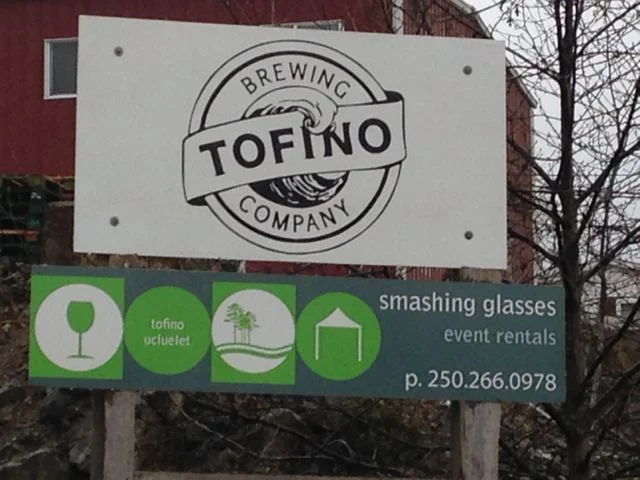 BREWING
TOFINO
COMPANY
smashing glasses
tofino
ucluelet
event rentals
p. 250.266.0978